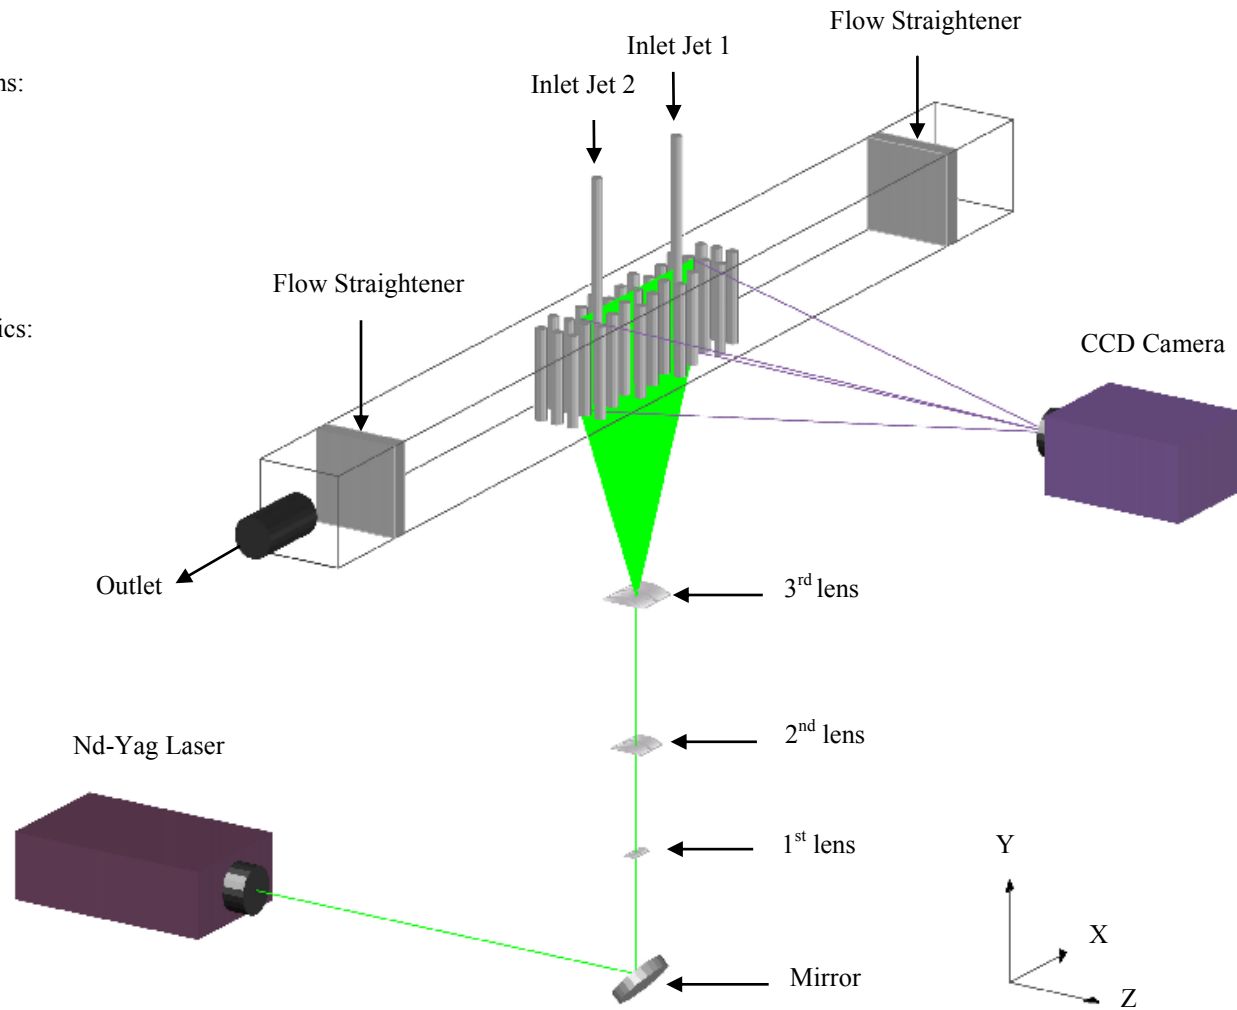 Flow Straightener
Inlet Jet 1
Inlet Jet 2
ns:
Flow Straightener
ics:
CCD Camera
Outlet
3rd lens
2nd lens
Nd-Yag Laser
1st lens
Y
X
Mirror
Z